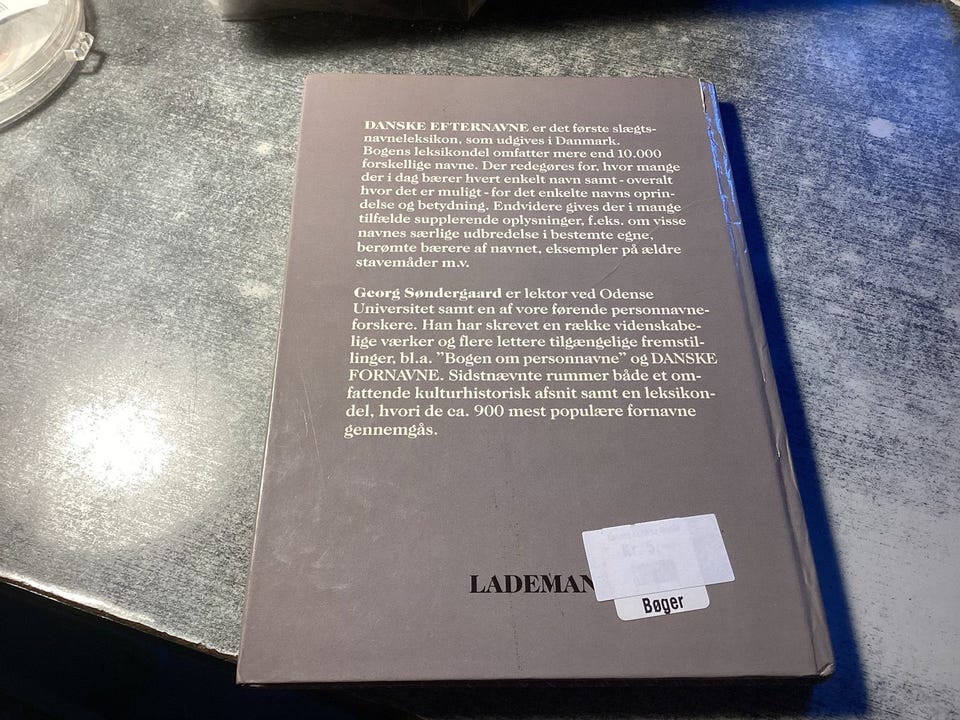 DANSKE EFTERNAVNE er det første slægts-
navneleksikon, som udgives i Danmark.
Bogens leksikondel omfatter mere end 10.000
forskellige navne. Der redegøres for, hvor mange
der i dag bærer hvert enkelt navn samt - overalt
hvor det er muligt - for det enkelte navns oprin-
delse og betydning. Endvidere gives der i mange
tilfælde supplerende oplysninger, f.eks. om visse
navnes særlige udbredelse i bestemte egne,
berømte bærere af navnet, eksempler på ældre
stavemåder m.v.
Georg Søndergaard er lektor ved Odense
Universitet samt en af vore førende personnavne-
forskere. Han har skrevet en række videnskabe-
lige værker og flere lettere tilgængelige fremstil-
linger, bl.a. ”Bogen om personnavne” og DANSKE
FORNAVNE. Sidstnævnte rummer både et om-
fattende kulturhistorisk afsnit samt en leksikon-
del, hvori de ca. 900 mest populære fornavne
gennemgås.
Kr. 5
LADEMAN
Bøger